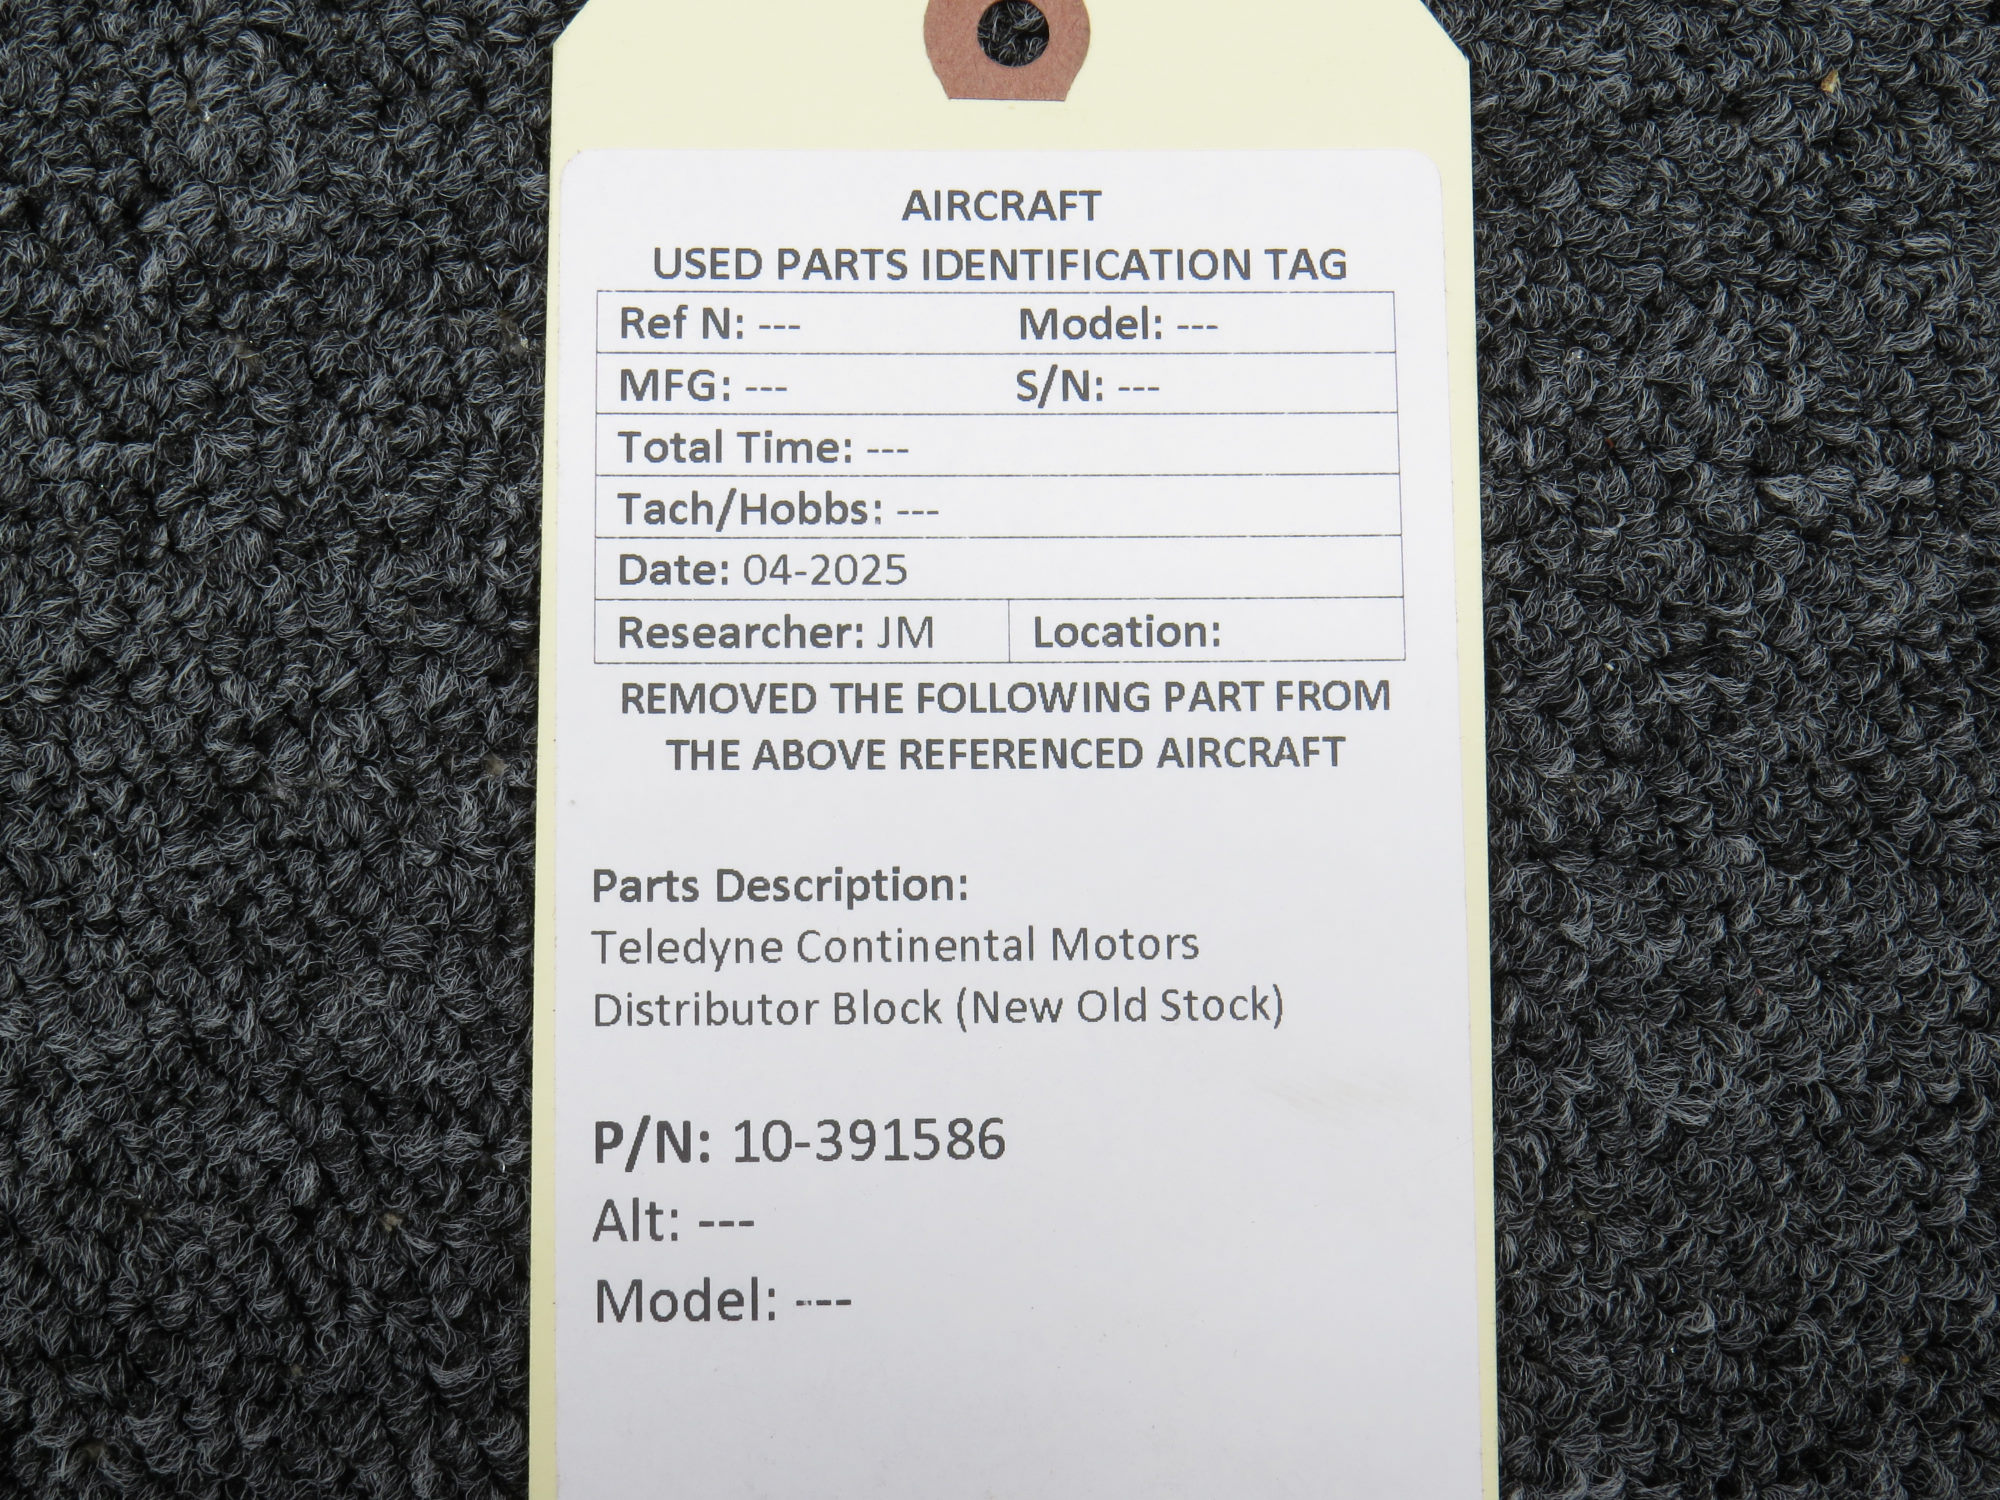 AIRCRAFT
USED PARTS IDENTIFICATION TAG
Ref N: --- Model: ---
MFG: --- S/N: ---
Total Time: ---
Tach/Hobbs: ---
Date: 04-2025
Researcher: JM Location:
REMOVED THE FOLLOWING PART FROM
THE ABOVE REFERENCED AIRCRAFT
Parts Description:
Teledyne Continental Motors
Distributor Block (New Old Stock)
P/N: 10-391586
Alt: ---
Model: ---